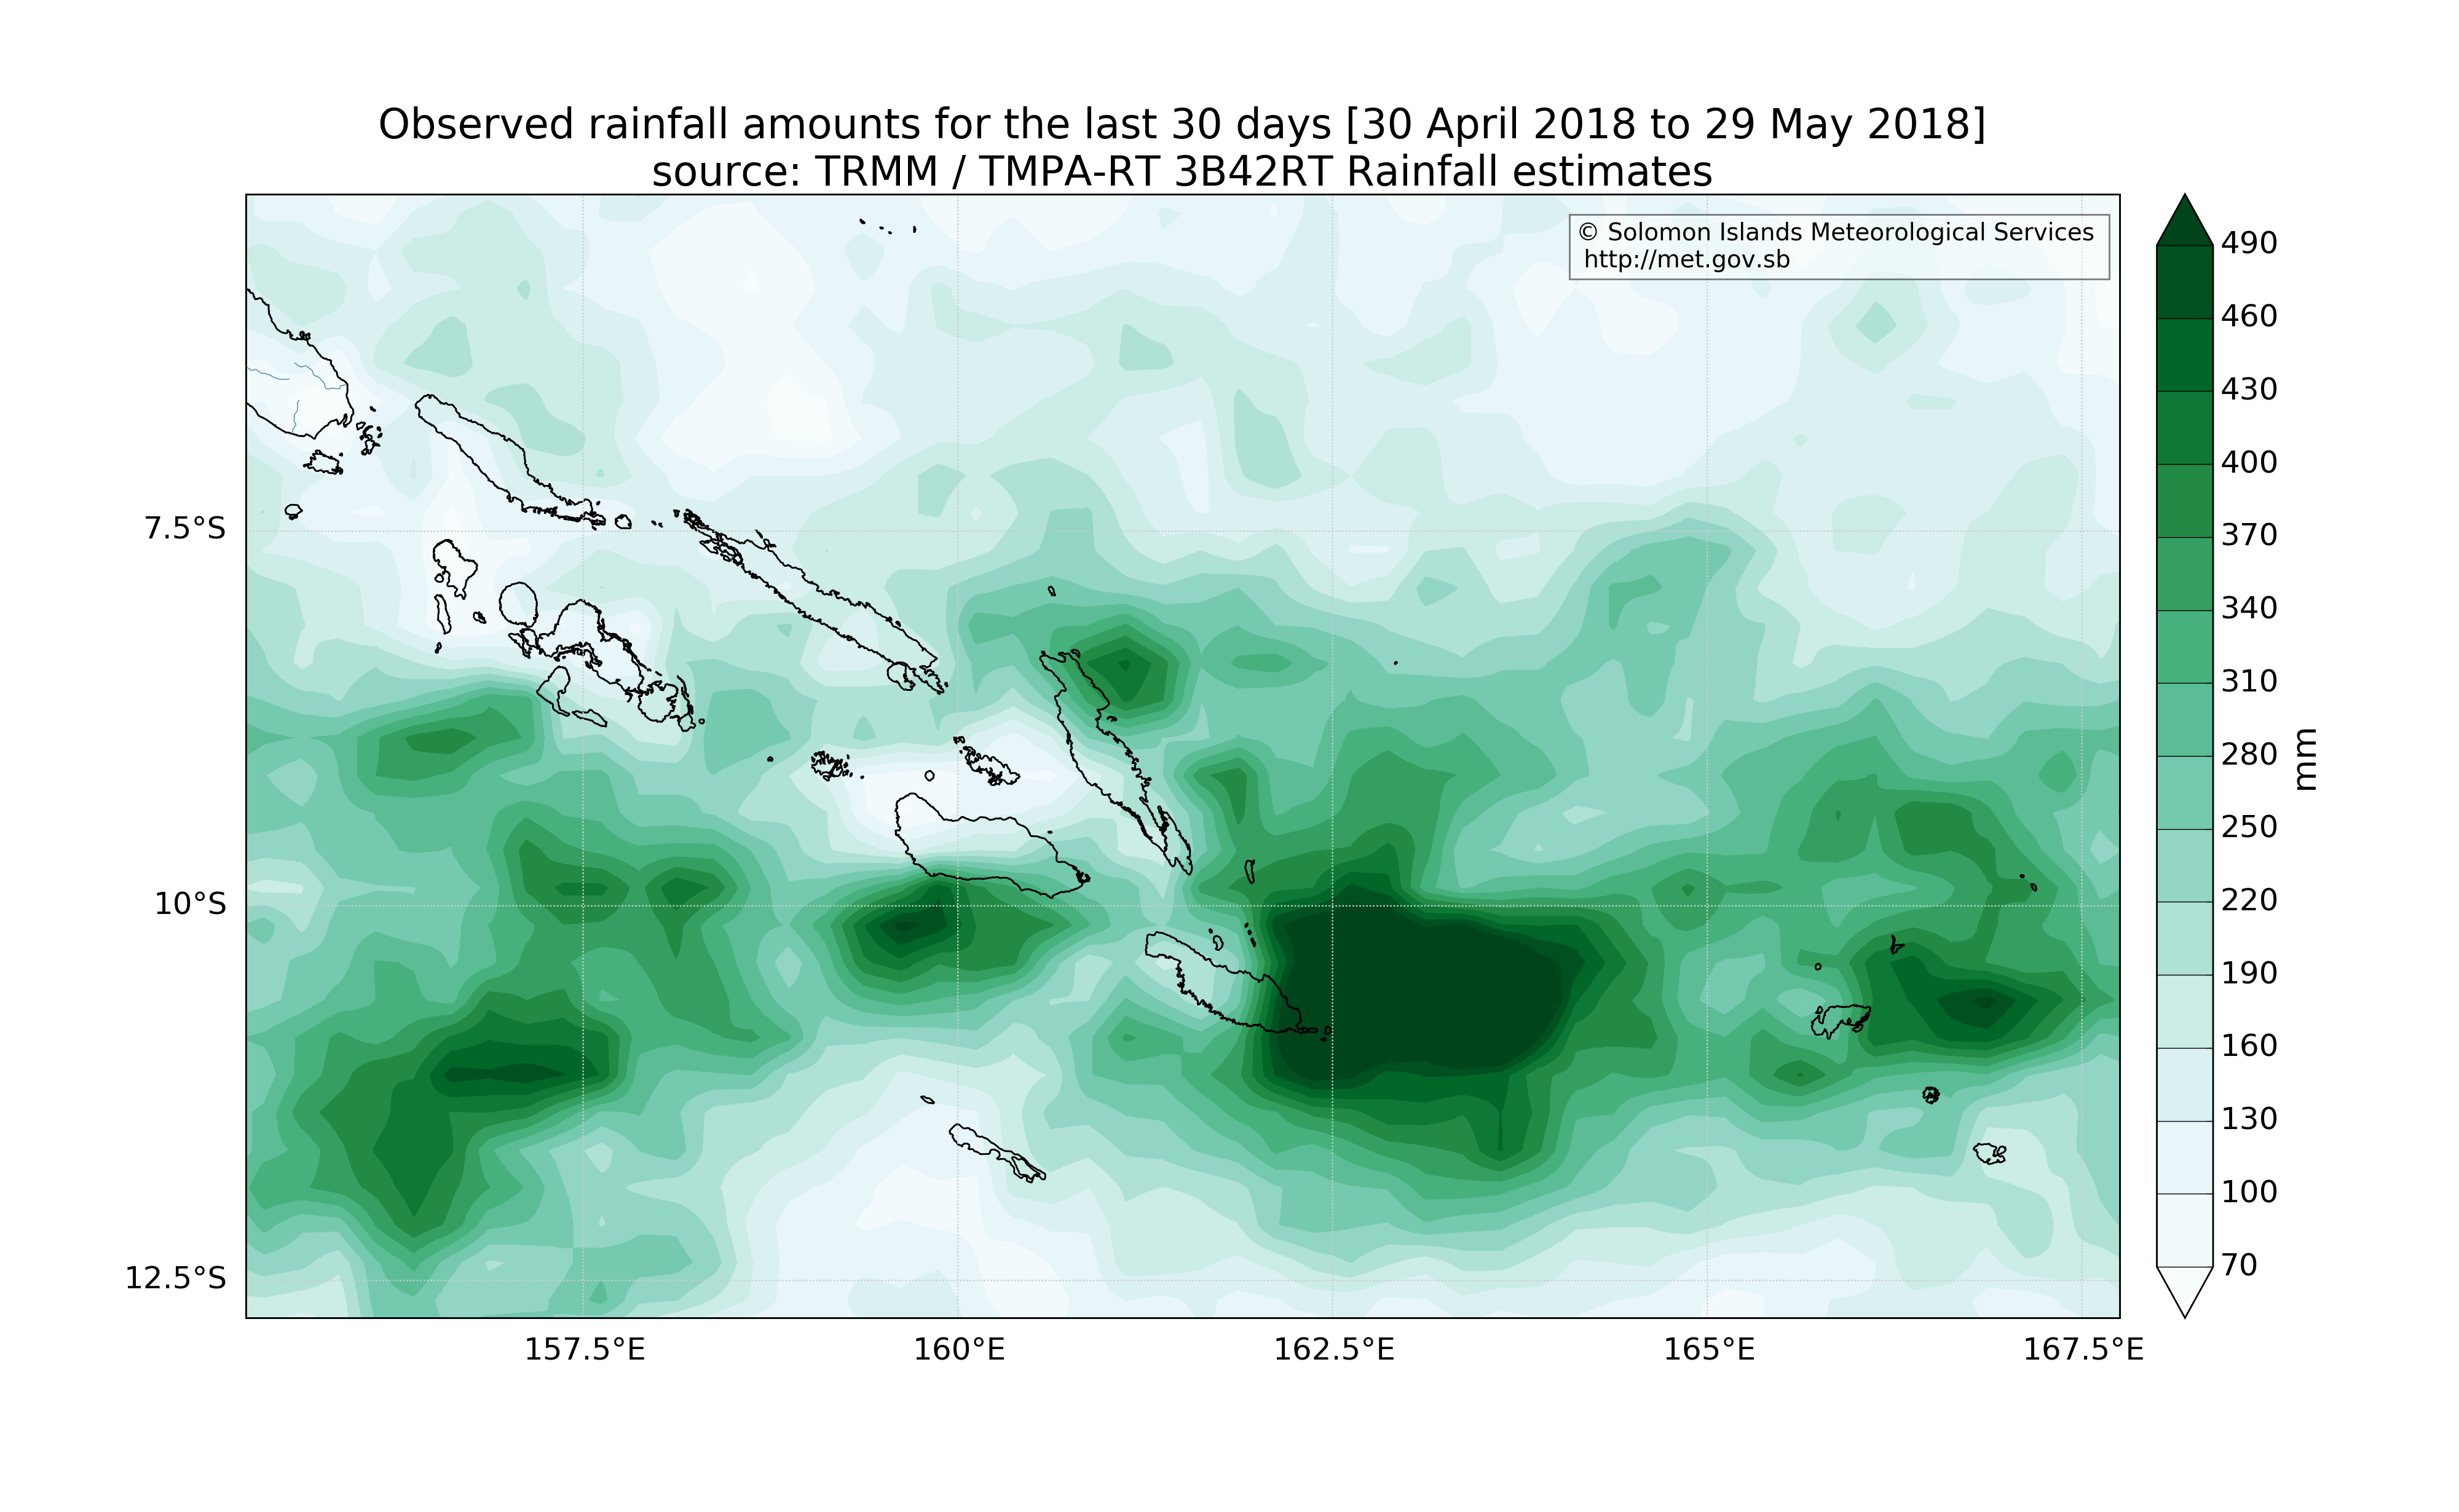 Observed rainfall amounts for the last 30 days [30 April 2018 to 29 May 2018]
source: TRMM / TMPA-RT 3B42RT Rainfall estimates
© Solomon Islands Meteorological Services
http://met.gov.sb
7.5°S
10°S
12.5°S
157.5°E
160°E
162.5°E
165°E
167.5°E
490
460
430
400
370
340
310
280
250
220
190
160
130
100
70
mm